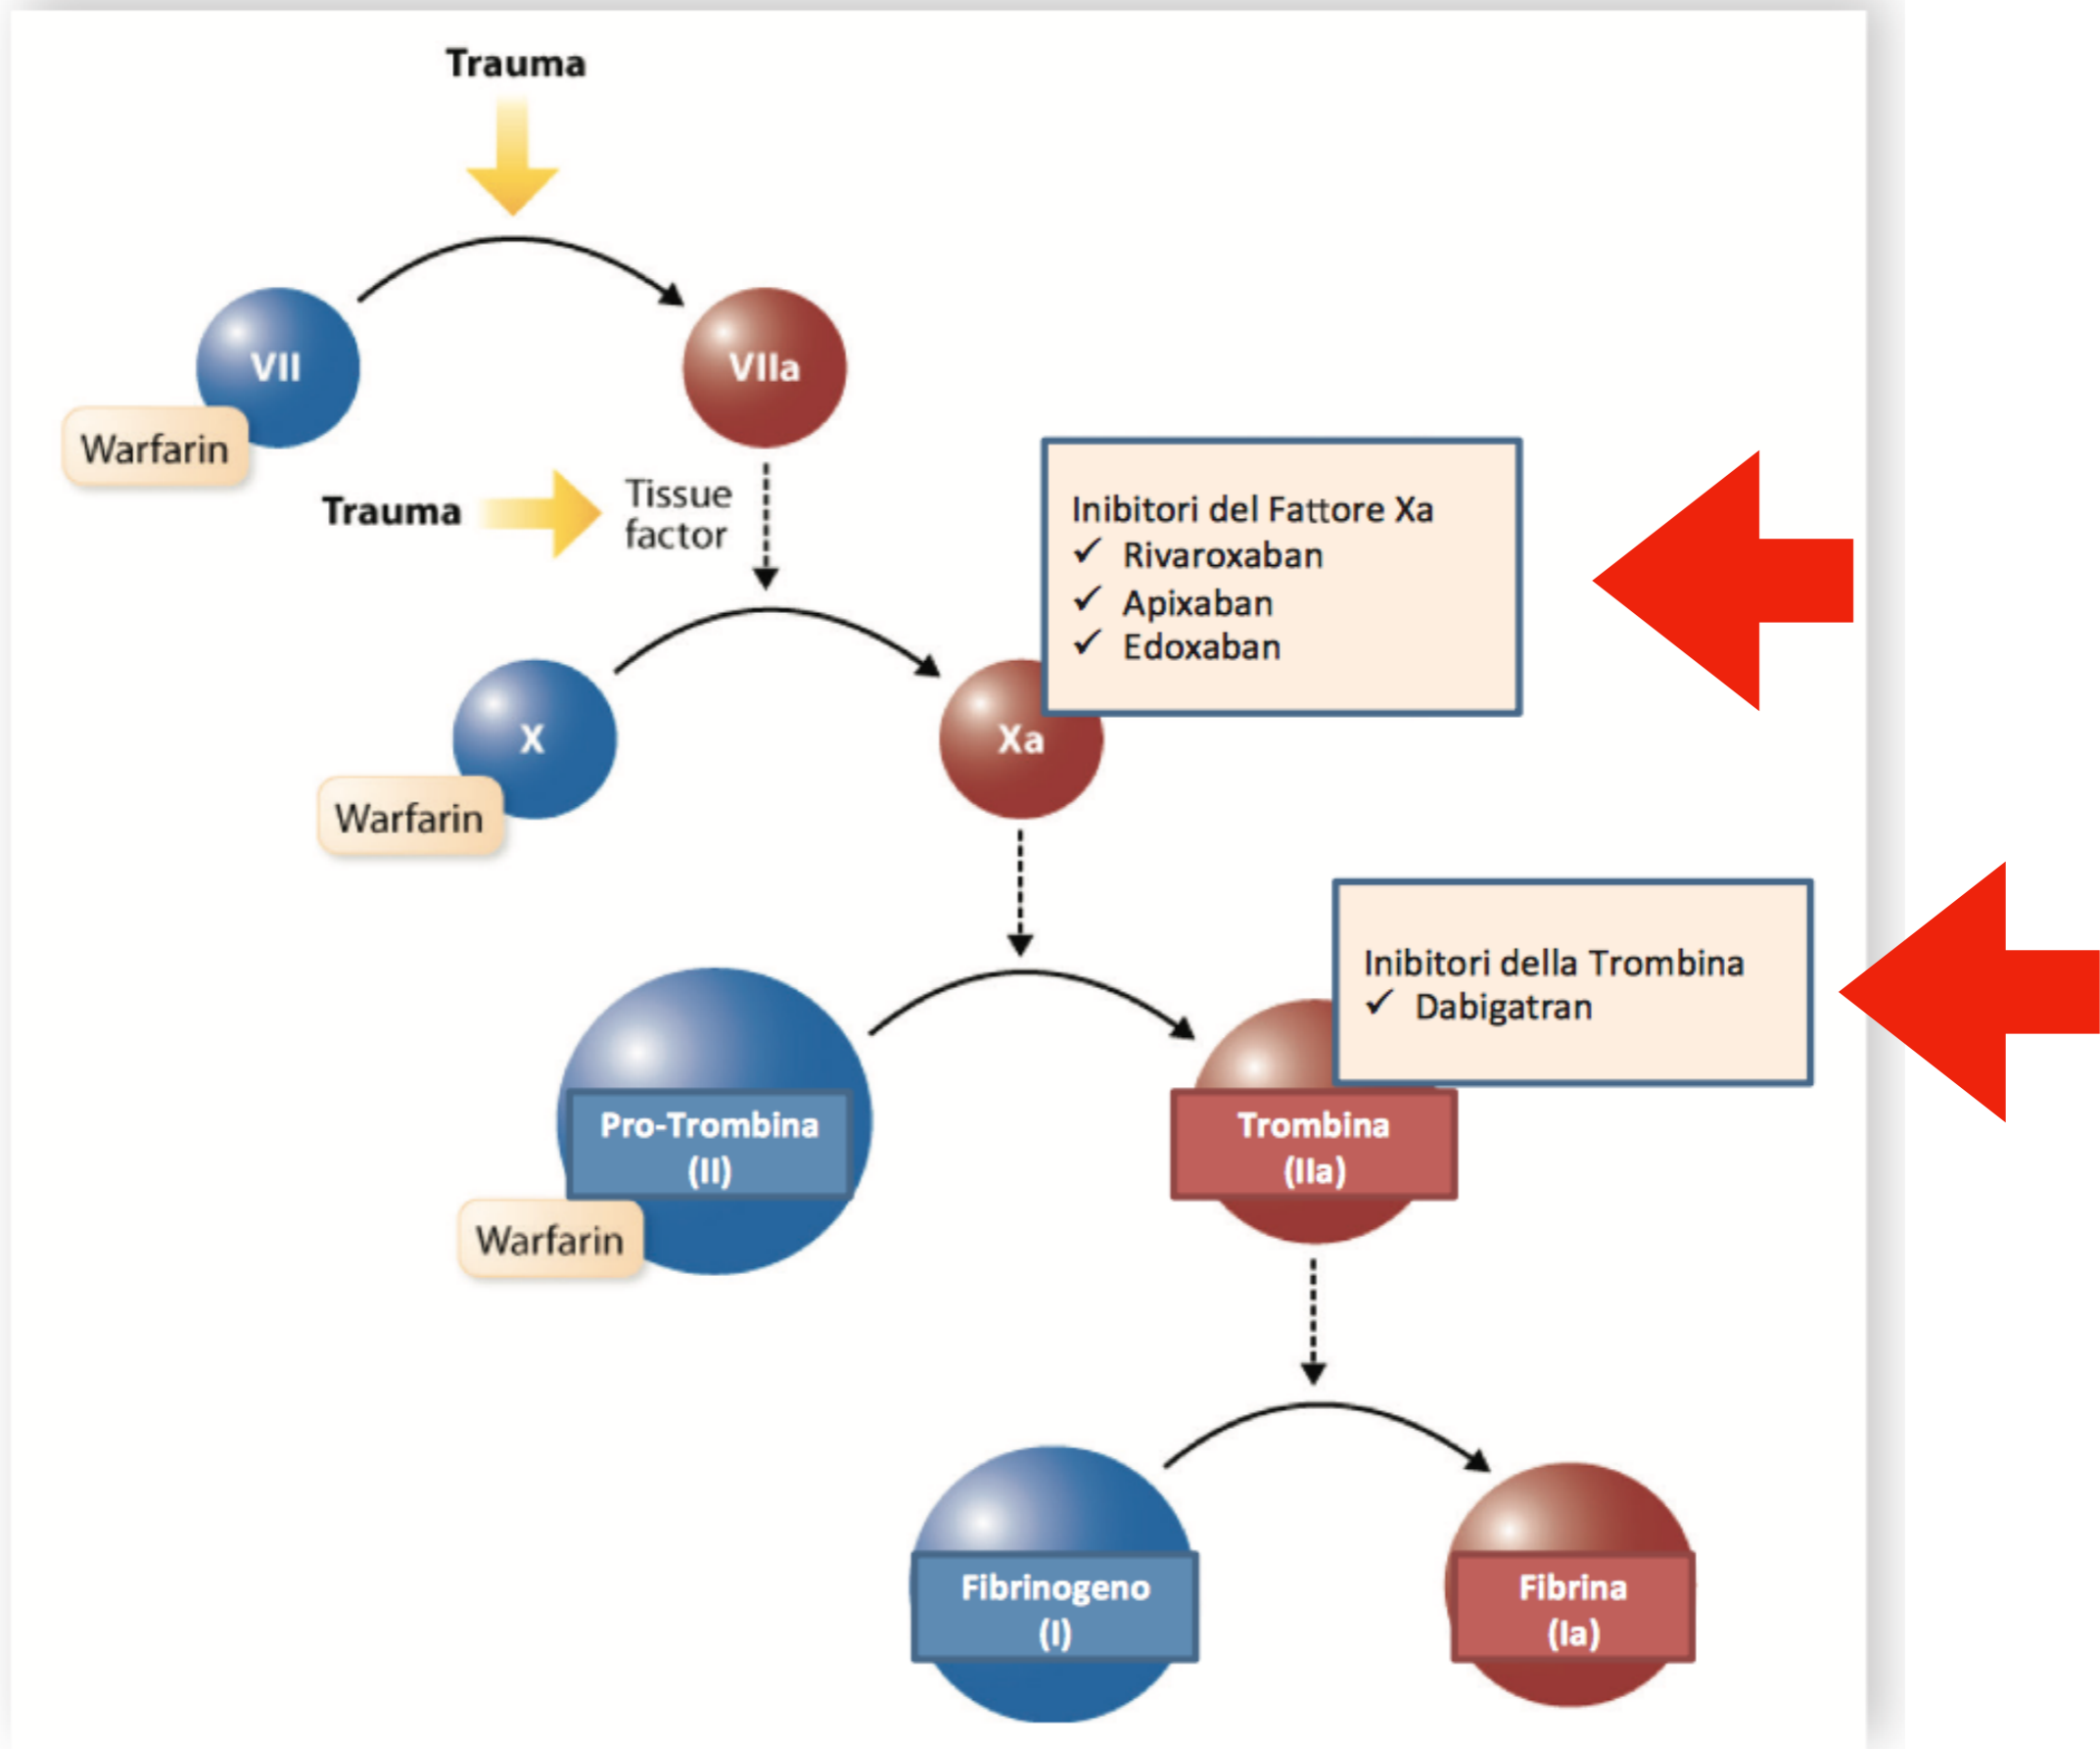 Trauma
VII
VIIa
Warfarin
Trauma
Tissue
factor
Inibitori del Fattore Xa
✓ Rivaroxaban
✓ Apixaban
✓ Edoxaban
X
Xa
Warfarin
Inibitori della Trombina
✓ Dabigatran
Pro-Trombina
(II)
Trombina
(IIa)
Warfarin
Fibrinogeno
(I)
Fibrina
(Ia)